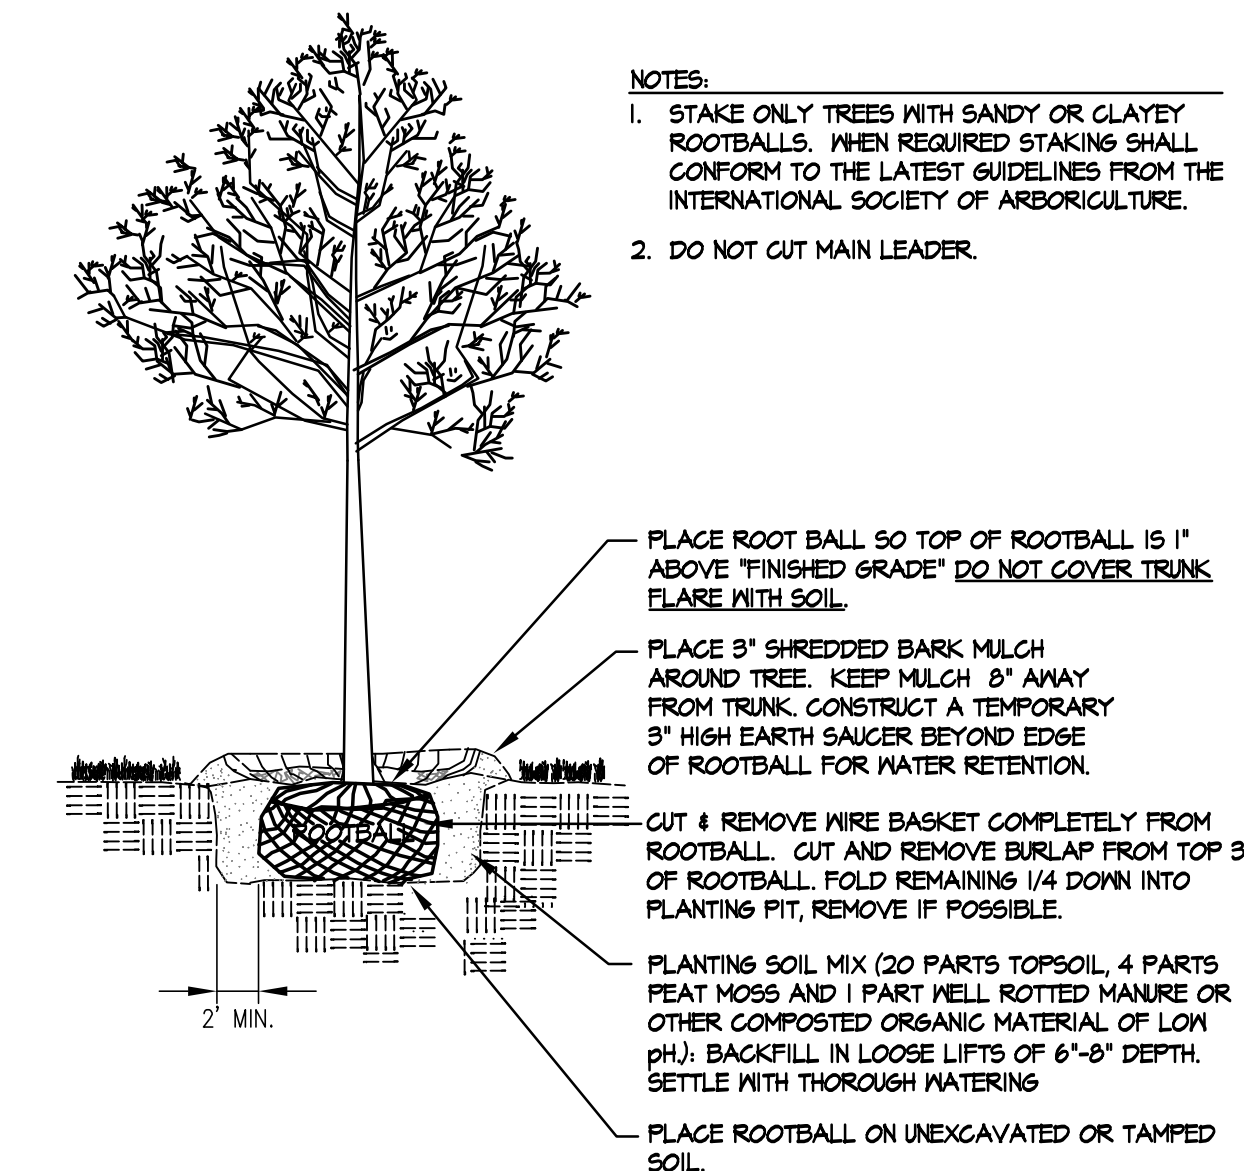 NOTES:
1. STAKE ONLY TREES WITH SANDY OR CLAYEY
ROOTBALLS. WHEN REQUIRED STAKING SHALL
CONFORM TO THE LATEST GUIDELINES FROM THE
INTERNATIONAL SOCIETY OF ARBORICULTURE.
2. DO NOT CUT MAIN LEADER.
PLACE ROOT BALL SO TOP OF ROOTBALL IS 1"
ABOVE "FINISHED GRADE" DO NOT COVER TRUNK
FLARE WITH SOIL.
PLACE 3" SHREDDED BARK MULCH
AROUND TREE. KEEP MULCH 8" AWAY
FROM TRUNK. CONSTRUCT A TEMPORARY
3" HIGH EARTH SAUCER BEYOND EDGE
OF ROOTBALL FOR WATER RETENTION.
ROOTBALL
CUT & REMOVE WIRE BASKET COMPLETELY FROM
ROOTBALL. CUT AND REMOVE BURLAP FROM TOP 3
OF ROOTBALL. FOLD REMAINING 1/4 DOWN INTO
PLANTING PIT, REMOVE IF POSSIBLE.
PLANTING SOIL MIX (20 PARTS TOPSOIL, 4 PARTS
PEAT MOSS AND 1 PART WELL ROTTED MANURE OR
OTHER COMPOSTED ORGANIC MATERIAL OF LOW
pH.): BACKFILL IN LOOSE LIFTS OF 6"-8" DEPTH.
SETTLE WITH THOROUGH WATERING
2' MIN.
PLACE ROOTBALL ON UNEXCAVATED OR TAMPED
SOIL.